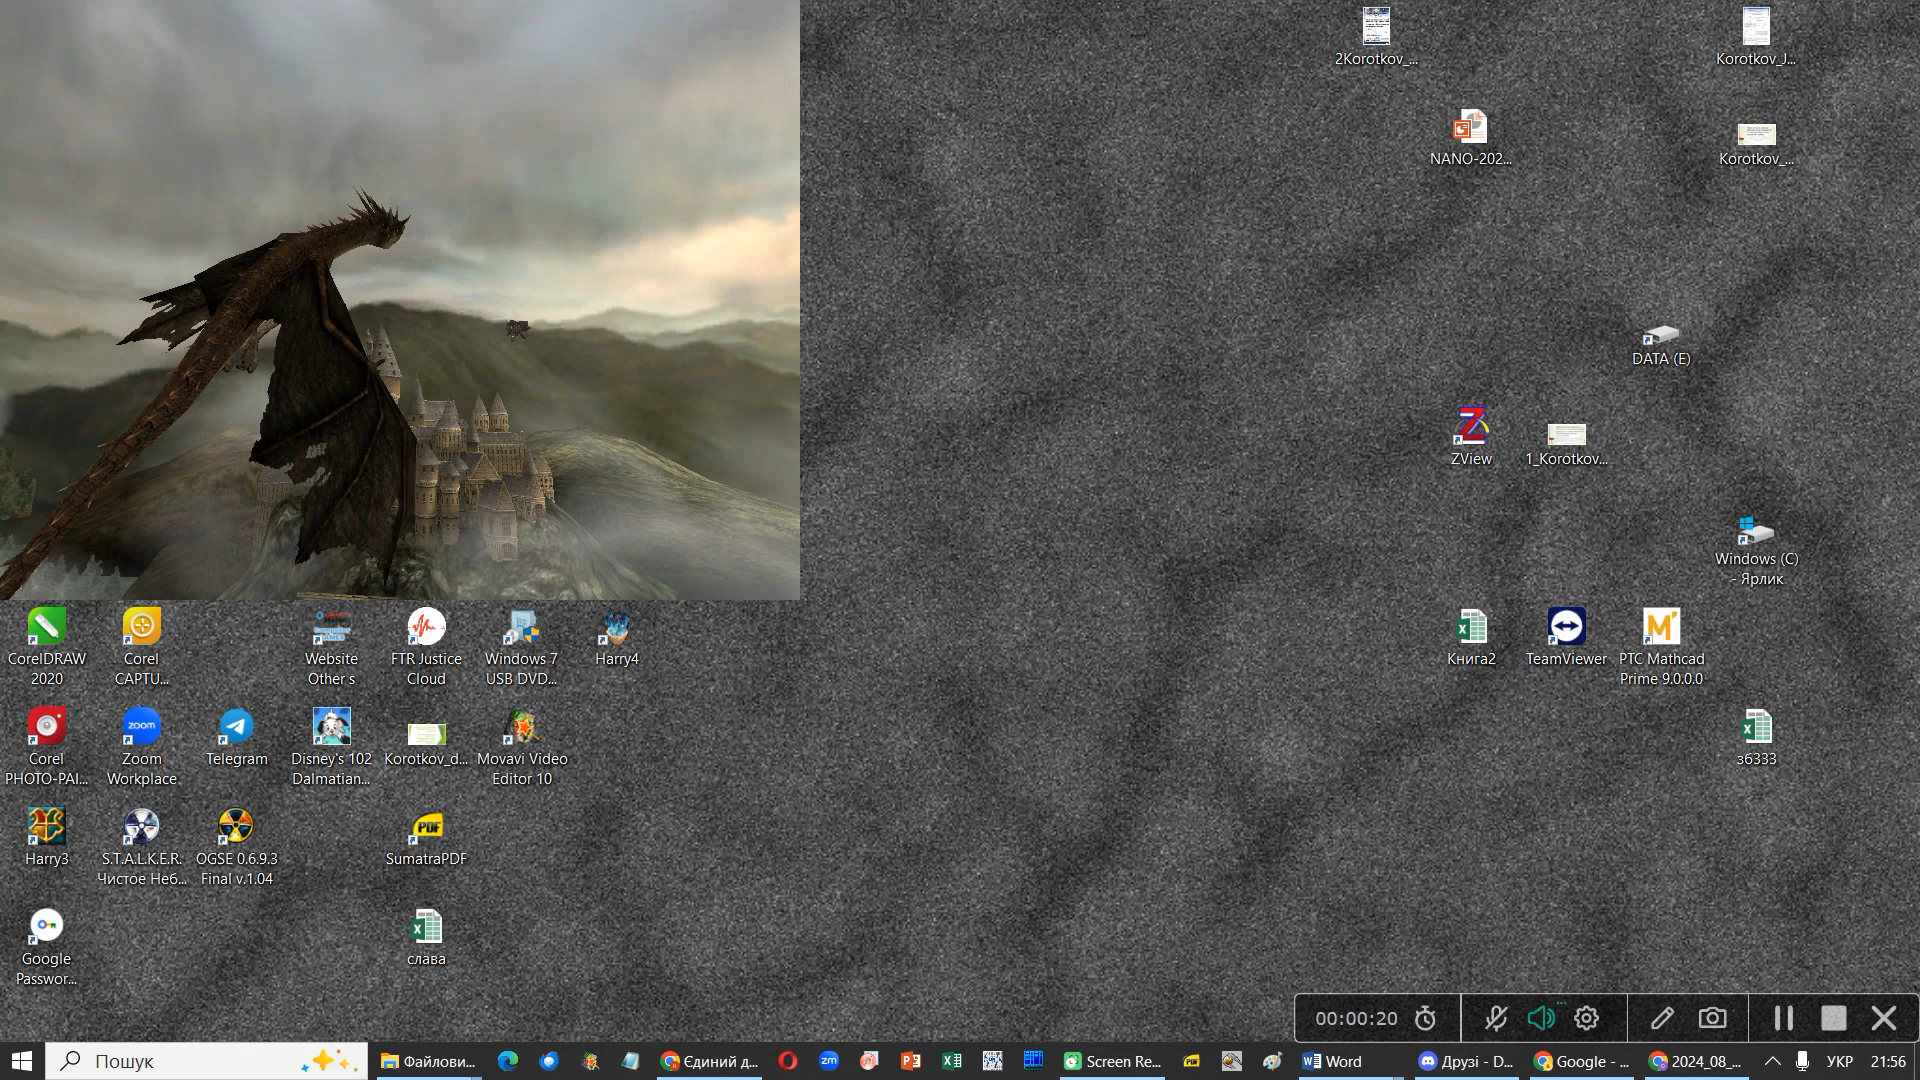 2Korotkov_...
Korotkov_J...
NANO-202...
Korotkov_...
DATA (E)
ZView
1_Korotkov...
Windows (C)
- Ярлик
CorelDRAW
2020
Corel
CAPTU...
Website
Other s
FTR Justice
Cloud
Windows 7
USB DVD...
Harry4
Книга2
TeamViewer
PTC Mathcad
Prime 9.0.0.0
Corel
PHOTO-PAI...
zoom
Zoom
Workplace
Telegram
Disney's 102
Dalmatian...
Korotkov_d...
Movavi Video
Editor 10
з6333
Harry3
S.T.A.L.K.E.R.
Чистое Неб...
OGSE 0.6.9.3
Final v.1.04
PDF
SumatraPDF
Google
Passwor...
слава
00:00:20
Пошук
Файлови...
Єдиний д...
zm
Screen Re...
PDF
Word
Друзі - D...
Google - ...
2024_08_...
УКР
21:56